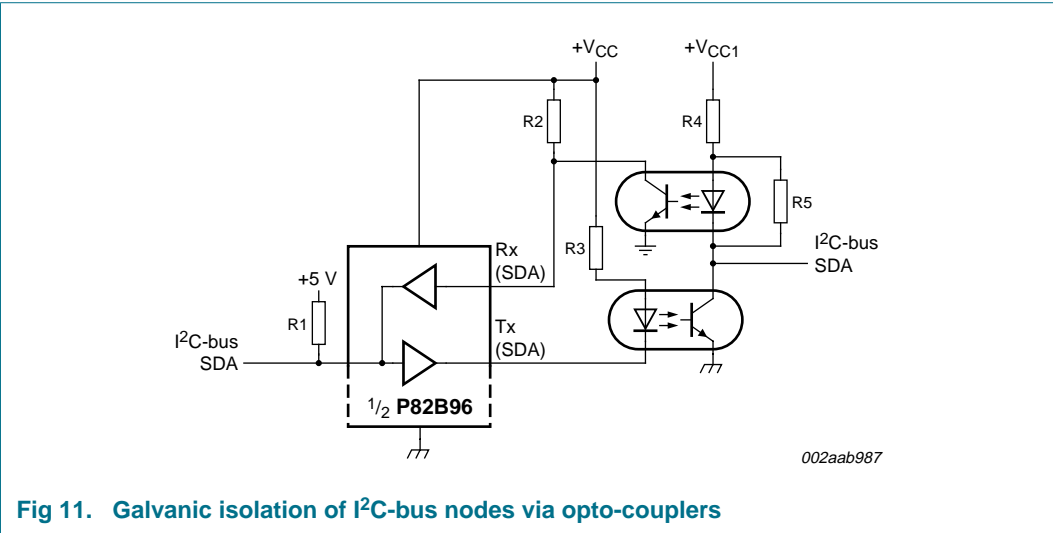 +VCC
+VCC1
R2
R4
R5
R3
Rx
(SDA)
I2C-bus
SDA
+5 V
R1
Tx
(SDA)
I2C-bus
SDA
1/2 P82B96
002aab987
Fig 11. Galvanic isolation of I2C-bus nodes via opto-couplers